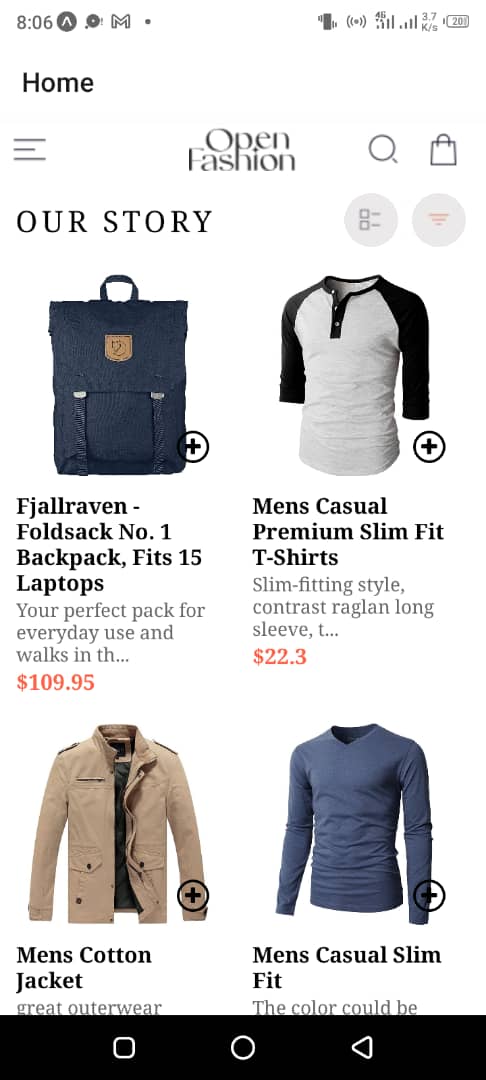 8:06
4G
3.7
K/s
20
Home
Open
Fashion
OUR STORY
Fjallraven -
Foldsack No. 1
Backpack, Fits 15
Laptops
Your perfect pack for
everyday use and
walks in th...
$109.95
Mens Casual
Premium Slim Fit
T-Shirts
Slim-fitting style,
contrast raglan long
sleeve, t...
$22.3
Mens Cotton
Jacket
great outerwear
Mens Casual Slim
Fit
The color could be